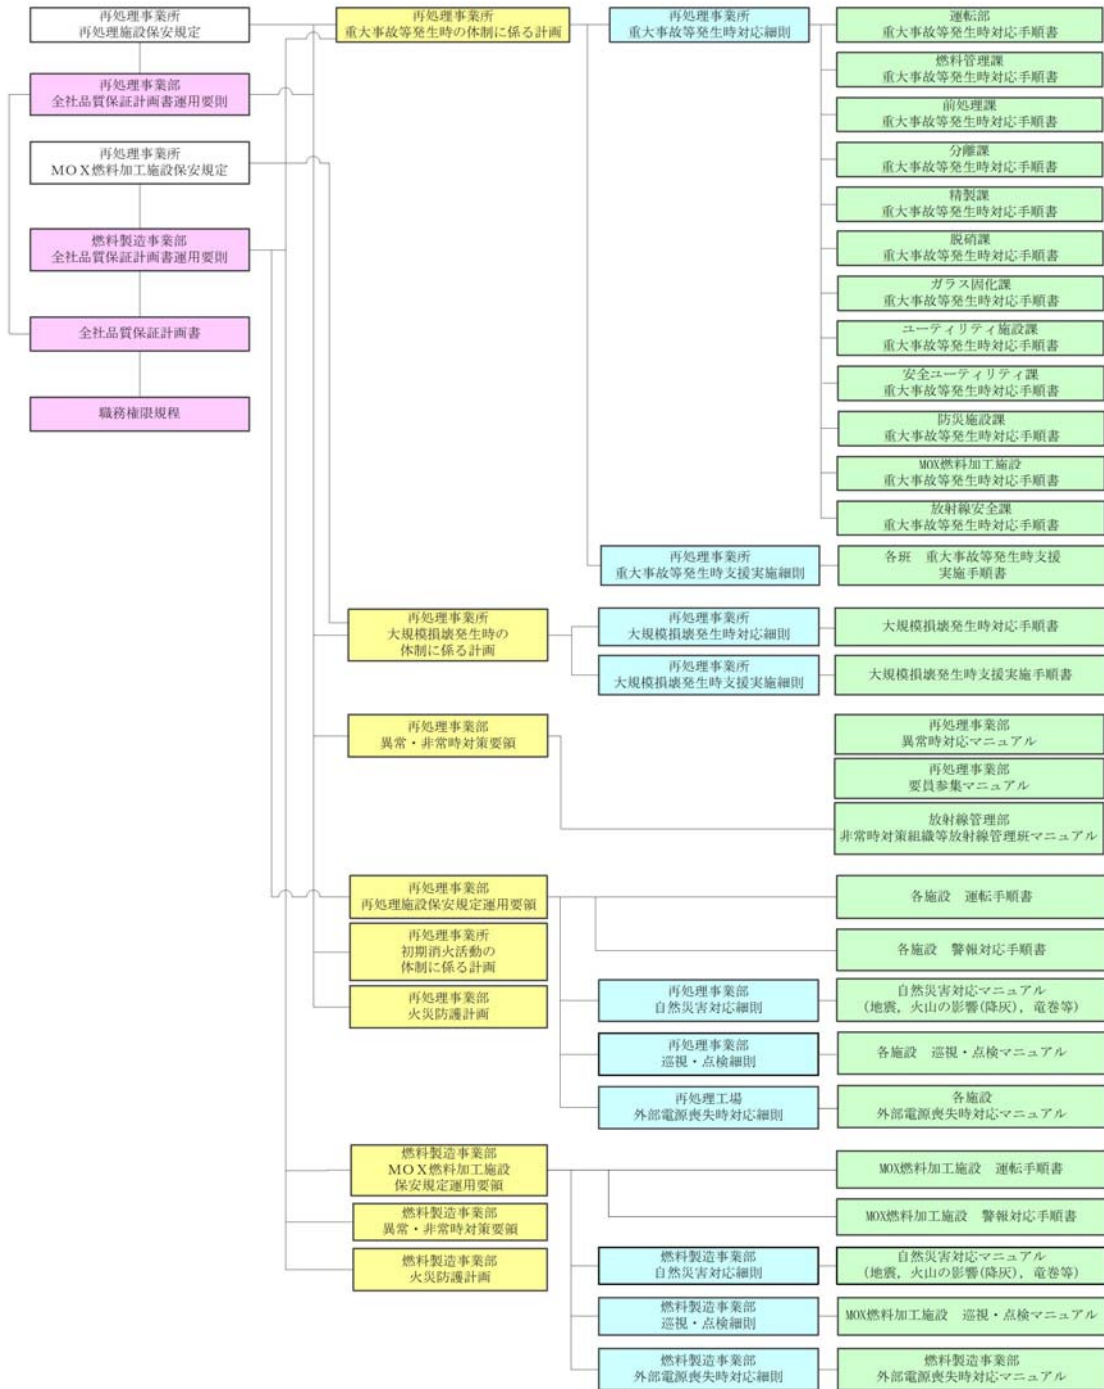 再処理事業所
再処理施設保安規定
再処理事業部
全社品質保証計画書運用要則
再処理事業所
MOX燃料加工施設保安規定
燃料製造事業部
全社品質保証計画書運用要則
全社品質保証計画書
職務権限規程
再処理事業所
重大事故等発生時の体制に係る計画
再処理事業所
大規模損壊発生時の
体制に係る計画
再処理事業部
異常・非常時対策要領
再処理事業部
再処理施設保安規定運用要領
再処理事業所
初期消火活動の
体制に係る計画
再処理事業部
火災防護計画
燃料製造事業部
MOX燃料加工施設
保安規定運用要領
燃料製造事業部
異常・非常時対策要領
燃料製造事業部
火災防護計画
再処理事業所
重大事故等発生時対応細則
再処理事業所
重大事故等発生時支援実施細則
再処理事業所
大規模損壊発生時対応細則
再処理事業所
大規模損壊発生時支援実施細則
再処理事業部
自然災害対応細則
再処理事業部
巡視・点検細則
再処理工場
外部電源喪失時対応細則
燃料製造事業部
自然災害対応細則
燃料製造事業部
巡視・点検細則
燃料製造事業部
外部電源喪失時対応細則
運転部
重大事故等発生時対応手順書
燃料管理課
重大事故等発生時対応手順書
前処理課
重大事故等発生時対応手順書
分離課
重大事故等発生時対応手順書
精製課
重大事故等発生時対応手順書
脱硝課
重大事故等発生時対応手順書
ガラス固化課
重大事故等発生時対応手順書
ユーティリティ施設課
重大事故等発生時対応手順書
安全ユーティリティ課
重大事故等発生時対応手順書
防災施設課
重大事故等発生時対応手順書
MOX燃料加工施設
重大事故等発生時対応手順書
放射線安全課
重大事故等発生時対応手順書
各班　重大事故等発生時支援
実施手順書
大規模損壊発生時対応手順書
大規模損壊発生時支援実施手順書
再処理事業部
異常時対応マニュアル
再処理事業部
要員参集マニュアル
放射線管理部
非常時対策組織等放射線管理班マニュアル
各施設　運転手順書
各施設　警報対応手順書
自然災害対応マニュアル
(地震，火山の影響(降灰)，竜巻等)
各施設　巡視・点検マニュアル
各施設
外部電源喪失時対応マニュアル
MOX燃料加工施設　運転手順書
MOX燃料加工施設　警報対応手順書
自然災害対応マニュアル
(地震，火山の影響(降灰)，竜巻等)
MOX燃料加工施設　巡視・点検マニュアル
燃料製造事業部
外部電源喪失時対応マニュアル